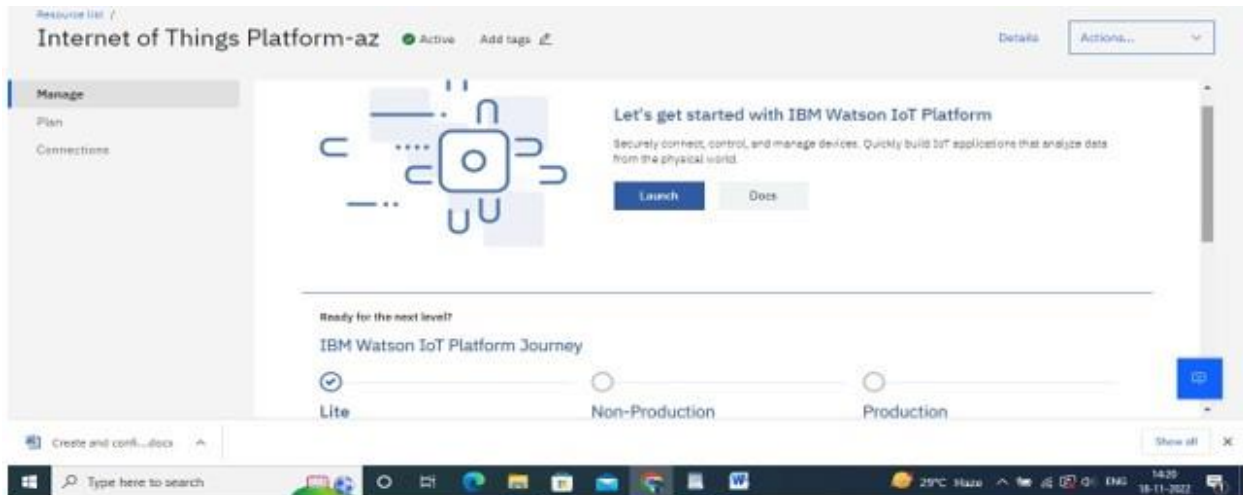 Resource list /
Internet of Things Platform-az Active Add tags
Details Actions...
Manage
Plan
Connections
Let's get started with IBM Watson IoT Platform
Securely connect, control, and manage devices. Quickly build IoT applications that analyze data
from the physical world.
Launch Docs
Ready for the next level?
IBM Watson IoT Platform Journey
Lite Non-Production Production
Create and confi....docx Show all
Type here to search 29°C Haze ENG 14:20
16-11-2022